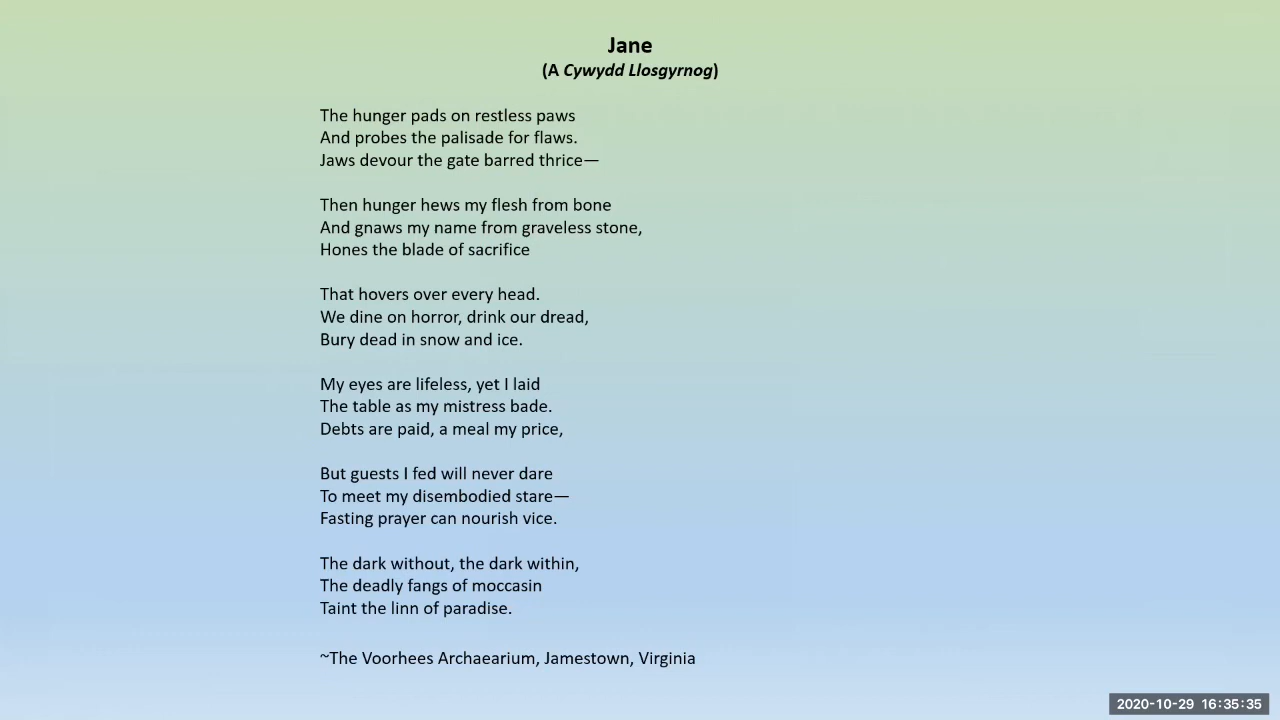 Jane
(A Cywydd Llosgyrnog)
The hunger pads on restless paws
And probes the palisade for flaws.
Jaws devour the gate barred thrice—
Then hunger hews my flesh from bone
And gnaws my name from graveless stone,
Hones the blade of sacrifice
That hovers over every head.
We dine on horror, drink our dread,
Bury dead in snow and ice.
My eyes are lifeless, yet I laid
The table as my mistress bade.
Debts are paid, a meal my price,
But guests I fed will never dare
To meet my disembodied stare—
Fasting prayer can nourish vice.
The dark without, the dark within,
The deadly fangs of moccasin
Taint the linn of paradise.
~The Voorhees Archaearium, Jamestown, Virginia
2020-10-29 16:35:35